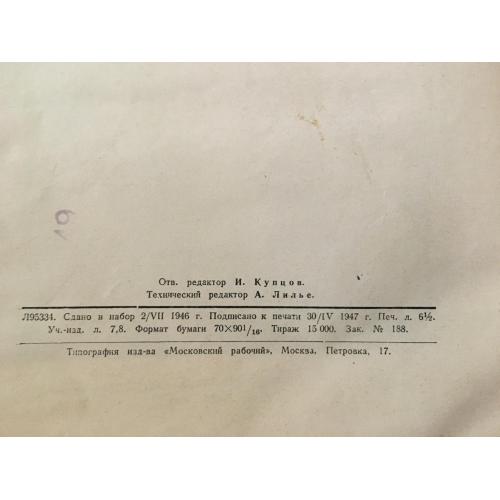 19
Отв. редактор И. Купцов.
Технический редактор А. Лилье.
Л95334. Сдано в набор 2/VII 1946 г. Подписано к печати 30/IV 1947 г. Печ. л. 6½.
Уч.-изд. л. 7,8. Формат бумаги 70×901/16. Тираж 15 000. Зак. № 188.
Типография изд-ва «Московский рабочий», Москва, Петровка, 17.